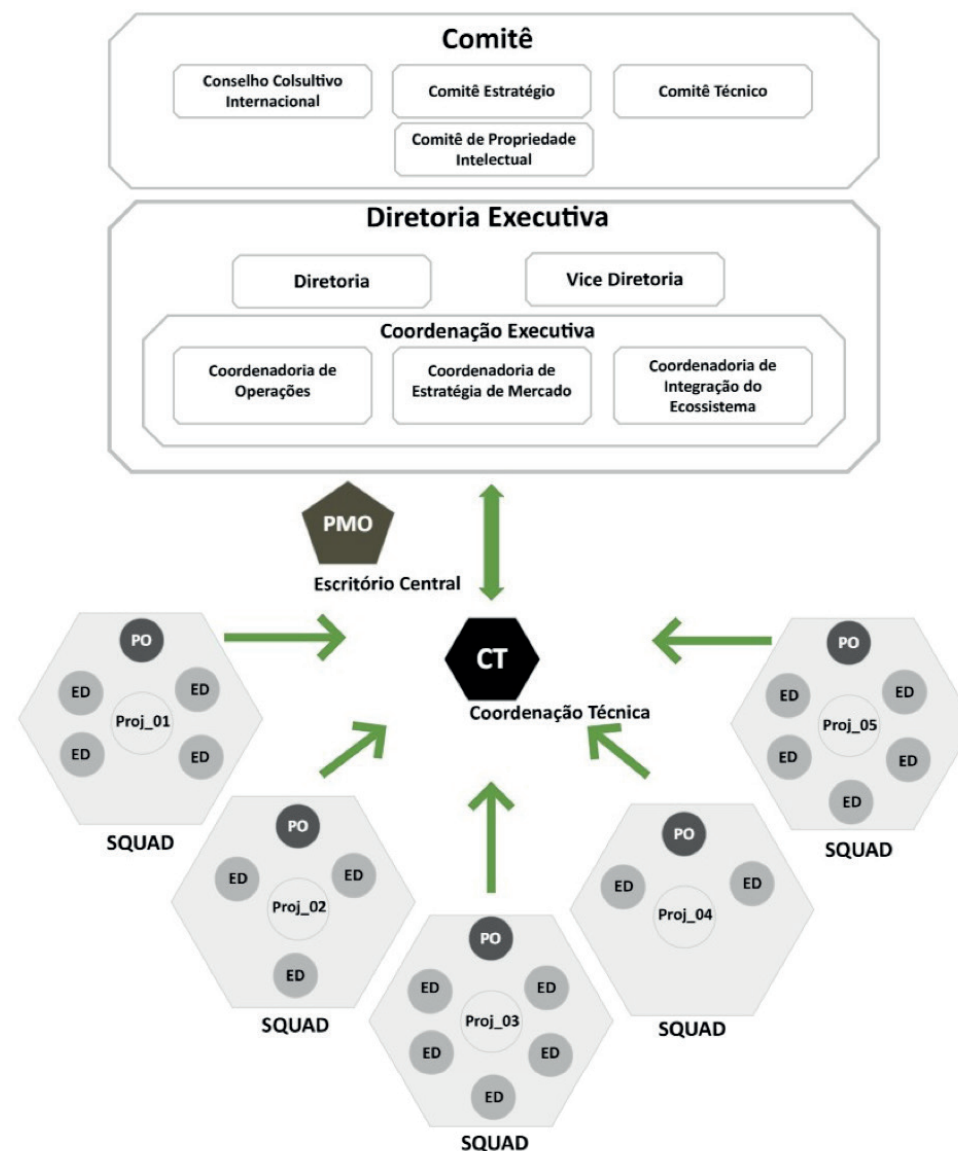 Comitê
Conselho Colsultivo
Internacional
Comitê Estratégio
Comitê Técnico
Comitê de Propriedade
Intelectual
Diretoria Executiva
Diretoria
Vice Diretoria
Coordenação Executiva
Coordenadoria de
Operações
Coordenadoria de
Estratégia de Mercado
Coordenadoria de
Integração do
Ecossistema
PMO
Escritório Central
CT
Coordenação Técnica
PO
ED
ED
Proj_01
ED
ED
SQUAD
PO
ED
ED
Proj_02
ED
SQUAD
PO
ED
ED
Proj_03
ED
ED
ED
SQUAD
PO
ED
ED
Proj_04
SQUAD
PO
ED
ED
Proj_05
ED
ED
ED
SQUAD